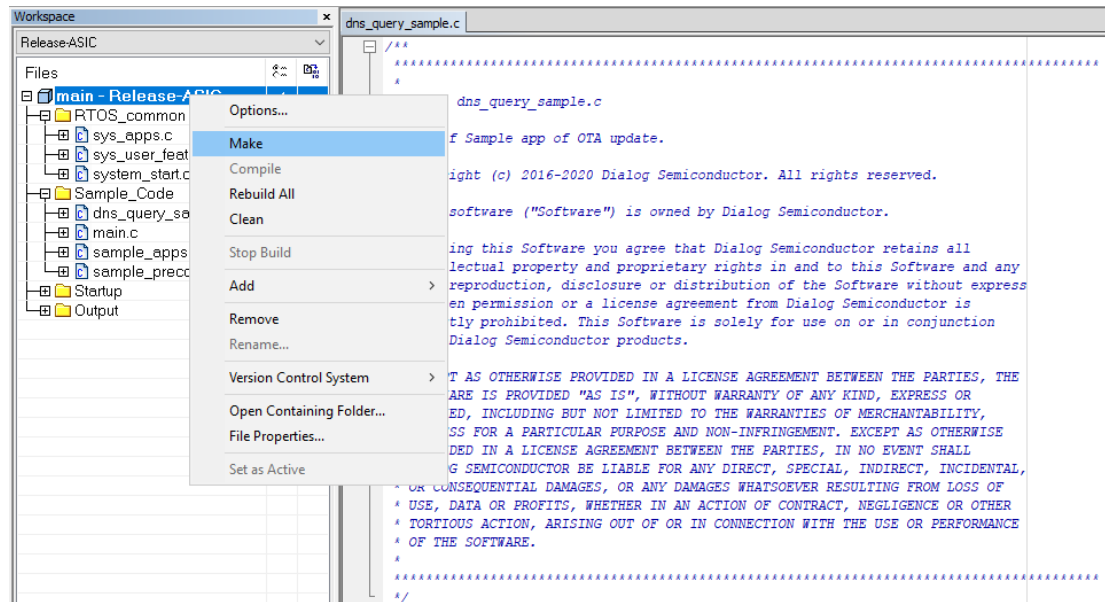 Workspace
Release-ASIC
Files
main - Release-ASIC
RTOS_common
sys_apps.c
sys_user_feat
system_start.c
Sample_Code
dns_query_sa
main.c
sample_apps
sample_preco
Startup
Output
Options...
Make
Compile
Rebuild All
Clean
Stop Build
Add
Remove
Rename...
Version Control System
Open Containing Folder...
File Properties...
Set as Active
dns_query_sample.c
/**
****************************************************************************************
*
dns_query_sample.c
f Sample app of OTA update.
ight (c) 2016-2020 Dialog Semiconductor. All rights reserved.
software ("Software") is owned by Dialog Semiconductor.
ing this Software you agree that Dialog Semiconductor retains all
lectual property and proprietary rights in and to this Software and any
reproduction, disclosure or distribution of the Software without express
en permission or a license agreement from Dialog Semiconductor is
tly prohibited. This Software is solely for use on or in conjunction
Dialog Semiconductor products.
T AS OTHERWISE PROVIDED IN A LICENSE AGREEMENT BETWEEN THE PARTIES, THE
ARE IS PROVIDED "AS IS", WITHOUT WARRANTY OF ANY KIND, EXPRESS OR
ED, INCLUDING BUT NOT LIMITED TO THE WARRANTIES OF MERCHANTABILITY,
SS FOR A PARTICULAR PURPOSE AND NON-INFRINGEMENT. EXCEPT AS OTHERWISE
DED IN A LICENSE AGREEMENT BETWEEN THE PARTIES, IN NO EVENT SHALL
G SEMICONDUCTOR BE LIABLE FOR ANY DIRECT, SPECIAL, INDIRECT, INCIDENTAL,
* OR CONSEQUENTIAL DAMAGES, OR ANY DAMAGES WHATSOEVER RESULTING FROM LOSS OF
* USE, DATA OR PROFITS, WHETHER IN AN ACTION OF CONTRACT, NEGLIGENCE OR OTHER
* TORTIOUS ACTION, ARISING OUT OF OR IN CONNECTION WITH THE USE OR PERFORMANCE
* OF THE SOFTWARE.
*
****************************************************************************************
*/